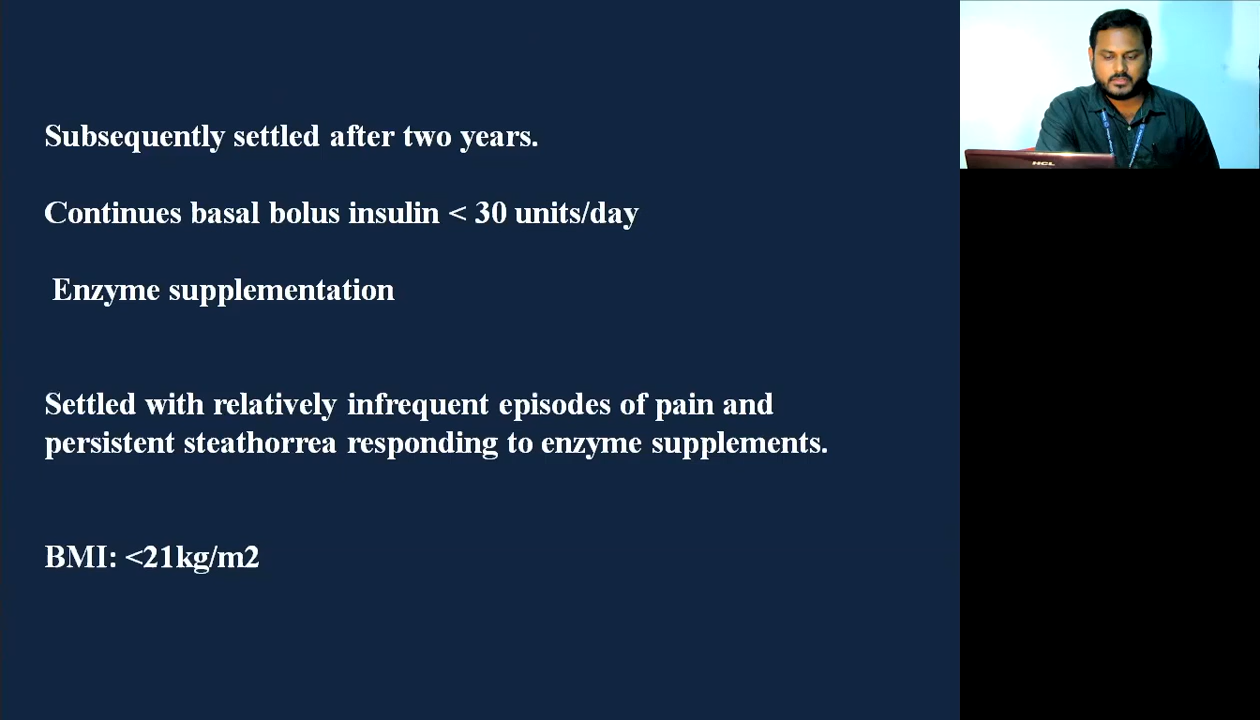 Subsequently settled after two years.
Continues basal bolus insulin < 30 units/day
Enzyme supplementation
Settled with relatively infrequent episodes of pain and
persistent steathorrea responding to enzyme supplements.
BMI: <21kg/m2
HCL